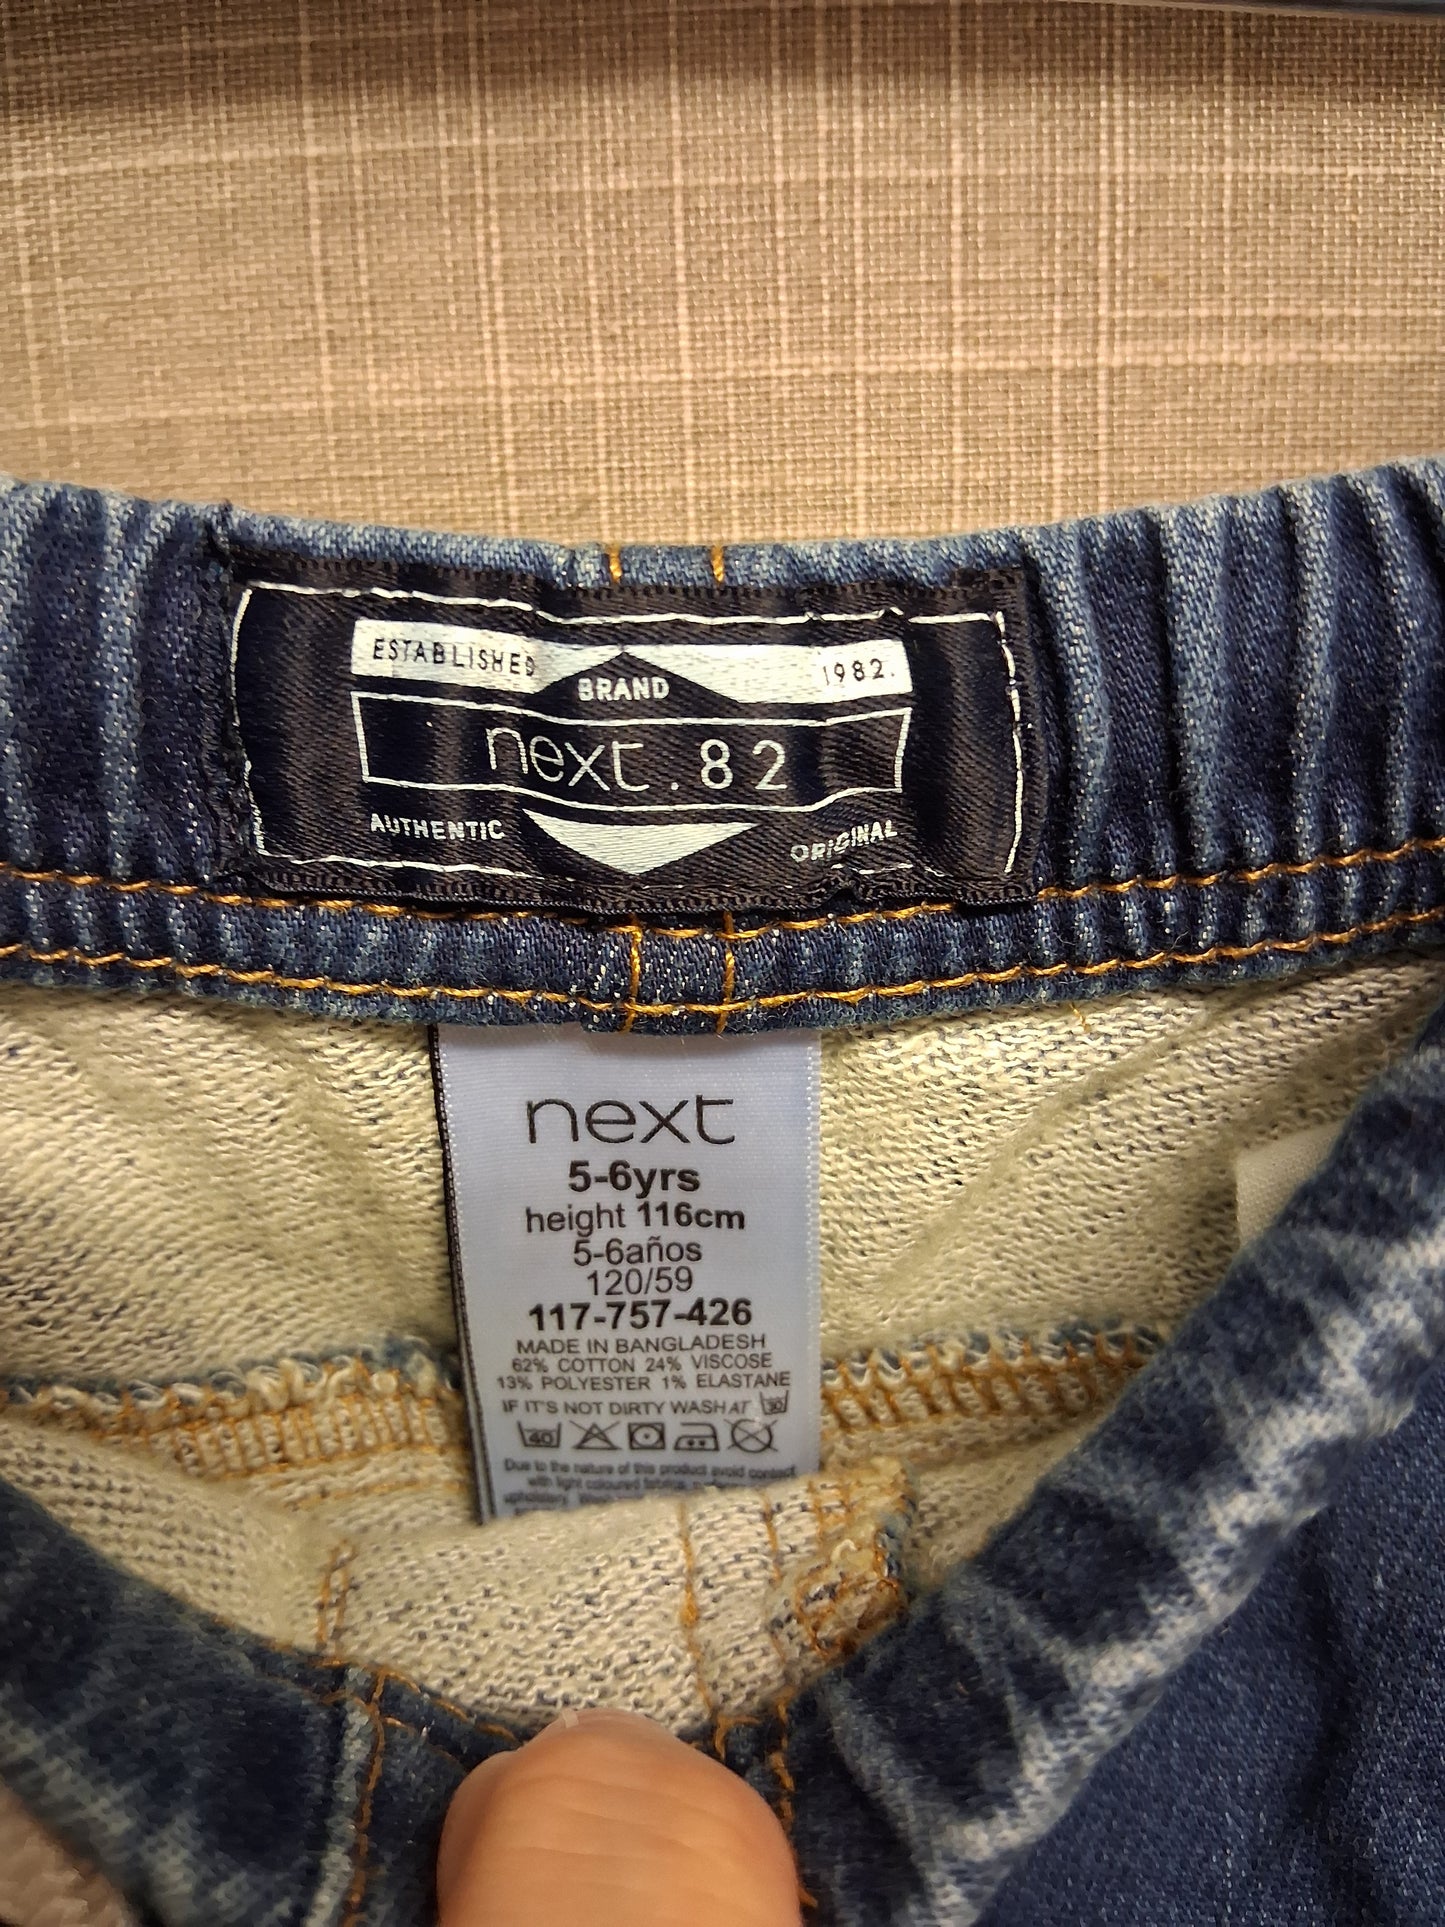 ESTABLISHED 1982.
BRAND
next.82
AUTHENTIC ORIGINAL
next
5-6yrs
height 116cm
5-6años
120/59
117-757-426
MADE IN BANGLADESH
62% COTTON 24% VISCOSE
13% POLYESTER 1% ELASTANE
IF IT'S NOT DIRTY WASH AT 30
40
Due to the nature of this product avoid contact
with light coloured fabrics,
upholstery.